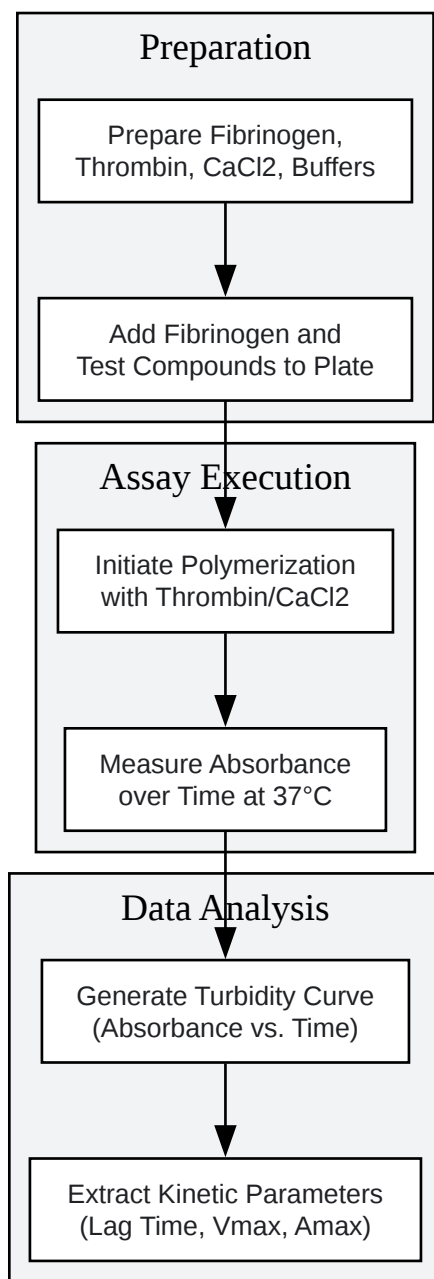 Preparation
Prepare Fibrinogen,
Thrombin, CaCl2, Buffers
Add Fibrinogen and
Test Compounds to Plate
Assay Execution
Initiate Polymerization
with Thrombin/CaCl2
Measure Absorbance
over Time at 37°C
Data Analysis
Generate Turbidity Curve
(Absorbance vs. Time)
Extract Kinetic Parameters
(Lag Time, Vmax, Amax)